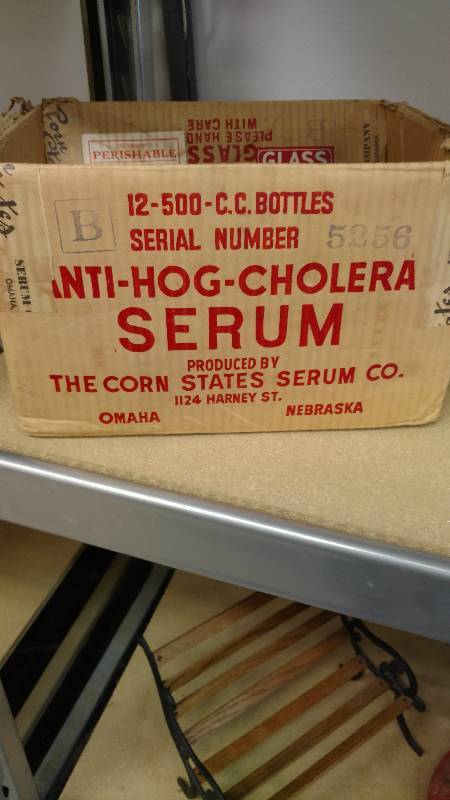 PERISHABLE
GLASS
PLEASE HAND
WITH CARE
GLASS
B
12-500-C.C. BOTTLES
SERIAL NUMBER 5256
ANTI-HOG-CHOLERA
SERUM
PRODUCED BY
THE CORN STATES SERUM CO.
1124 HARNEY ST.
OMAHA NEBRASKA
SERUM
OMAHA